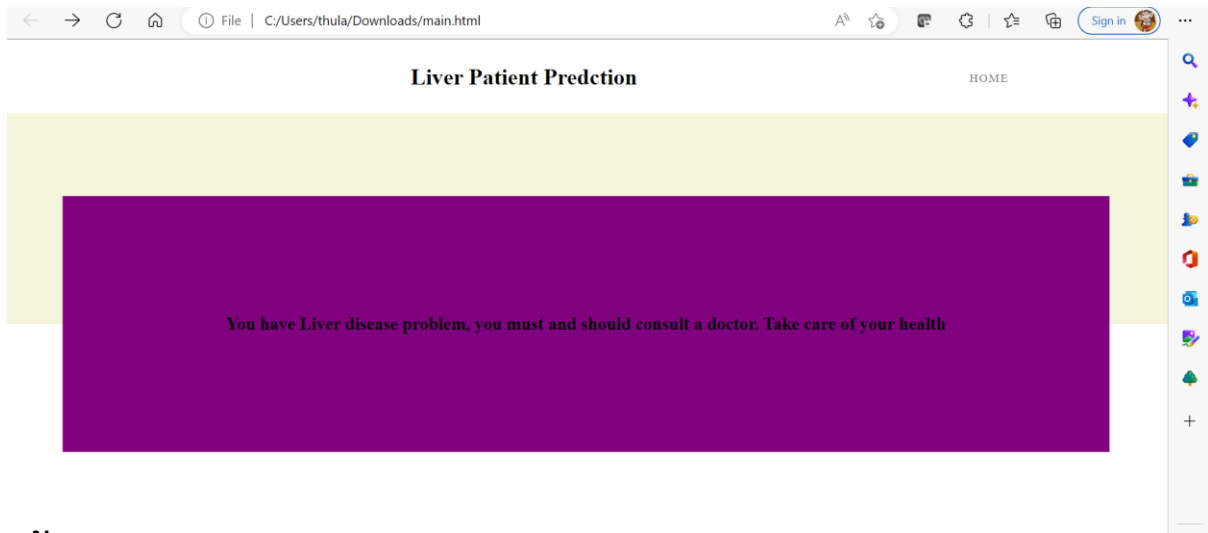 File | C:/Users/thula/Downloads/main.html
Sign in
Liver Patient Predction
HOME
You have Liver disease problem, you must and should consult a doctor. Take care of your health